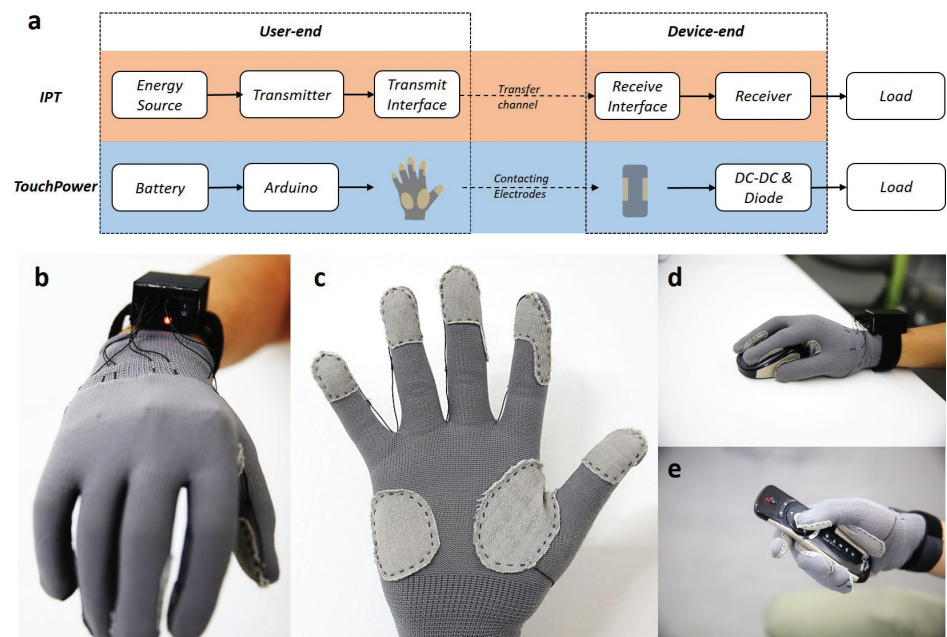 a
User-end
Device-end
IPT
Energy
Source
Transmitter
Transmit
Interface
Transfer
channel
Receive
Interface
Receiver
Load
TouchPower
Battery
Arduino
Contacting
Electrodes
DC-DC &
Diode
Load
b
c
d
e